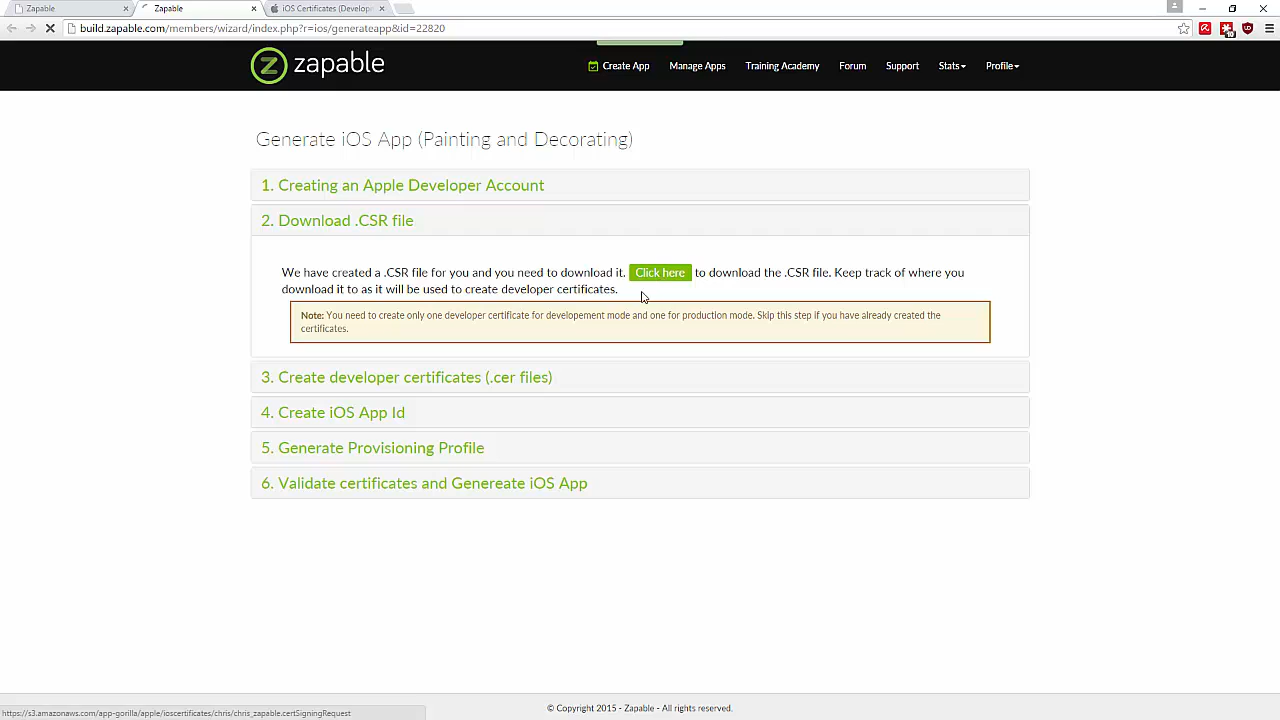 Zapable
Zapable
iOS Certificates (Develop
build.zapable.com/members/wizard/index.php?r=ios/generateapp&id=22820
zapable
Create App
Manage Apps
Training Academy
Forum
Support
Stats
Profile
Generate iOS App (Painting and Decorating)
1. Creating an Apple Developer Account
2. Download .CSR file
We have created a .CSR file for you and you need to download it. Click here to download the .CSR file. Keep track of where you
download it to as it will be used to create developer certificates.
Note: You need to create only one developer certificate for developement mode and one for production mode. Skip this step if you have already created the
certificates.
3. Create developer certificates (.cer files)
4. Create iOS App Id
5. Generate Provisioning Profile
6. Validate certificates and Genereate iOS App
© Copyright 2015 - Zapable - All rights reserved.
https://s3.amazonaws.com/app-gorilla/apple/ioscertificates/chris/chris_zapable.certSigningRequest